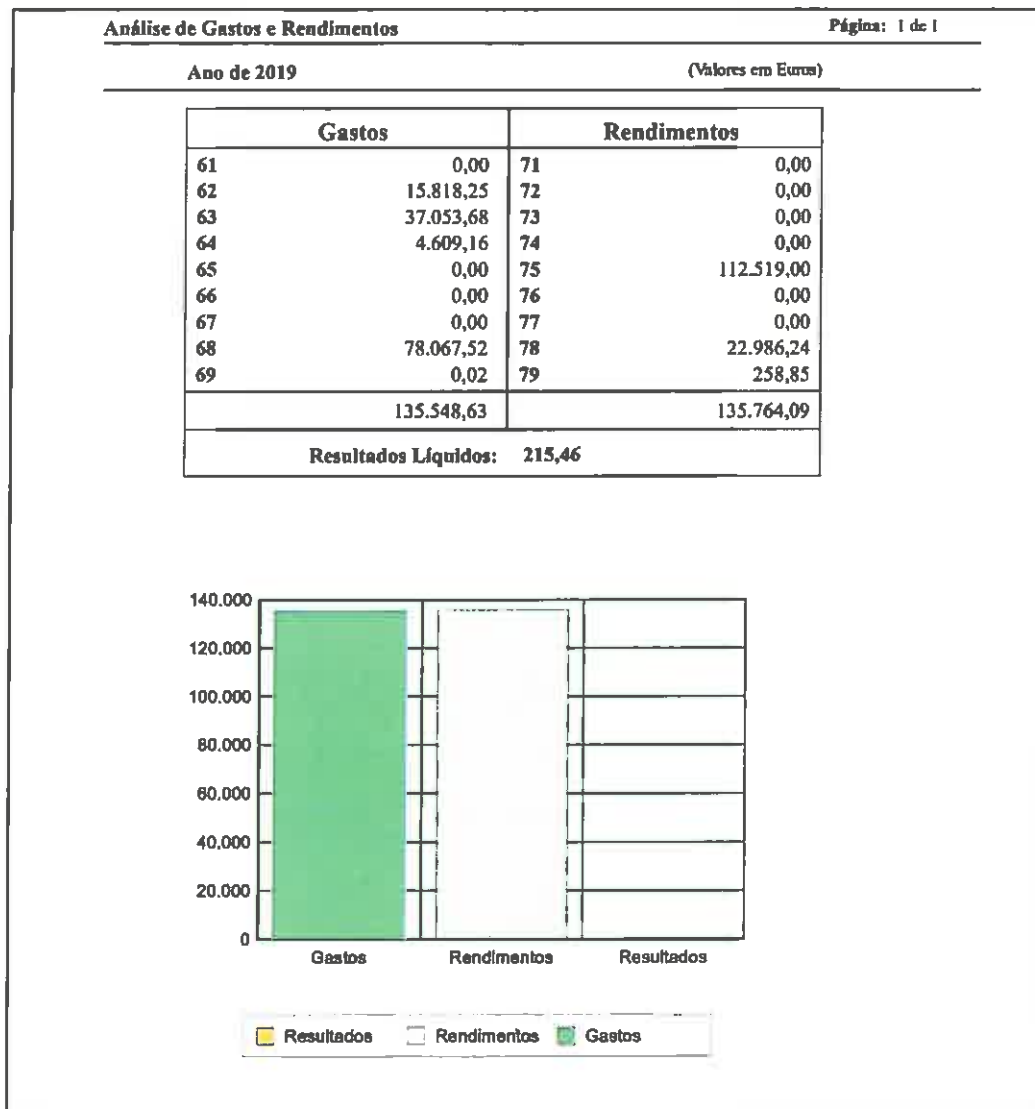 Análise de Gastos e Rendimentos Página: 1 de 1
Ano de 2019 (Valores em Euros)
Gastos Rendimentos
61 0,00 71 0,00
62 15.818,25 72 0,00
63 37.053,68 73 0,00
64 4.609,16 74 0,00
65 0,00 75 112.519,00
66 0,00 76 0,00
67 0,00 77 0,00
68 78.067,52 78 22.986,24
69 0,02 79 258,85
135.548,63 135.764,09
Resultados Líquidos: 215,46
140.000
120.000
100.000
80.000
60.000
40.000
20.000
0
Gastos Rendimentos Resultados
Resultados Rendimentos Gastos